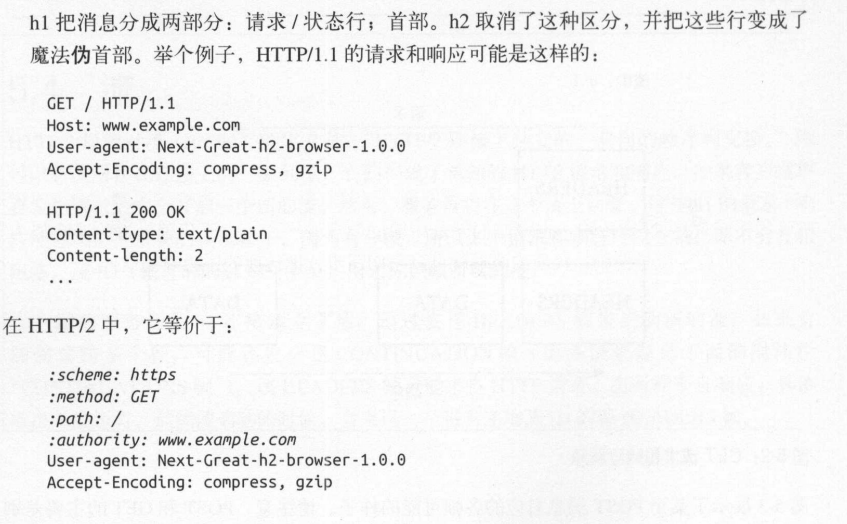 h1 把消息分成两部分：请求 / 状态行；首部。h2 取消了这种区分，并把这些行变成了
魔法伪首部。举个例子，HTTP/1.1 的请求和响应可能是这样的：
GET / HTTP/1.1
Host: www.example.com
User-agent: Next-Great-h2-browser-1.0.0
Accept-Encoding: compress, gzip
HTTP/1.1 200 OK
Content-type: text/plain
Content-length: 2
...
在 HTTP/2 中，它等价于：
:scheme: https
:method: GET
:path: /
:authority: www.example.com
User-agent: Next-Great-h2-browser-1.0.0
Accept-Encoding: compress, gzip